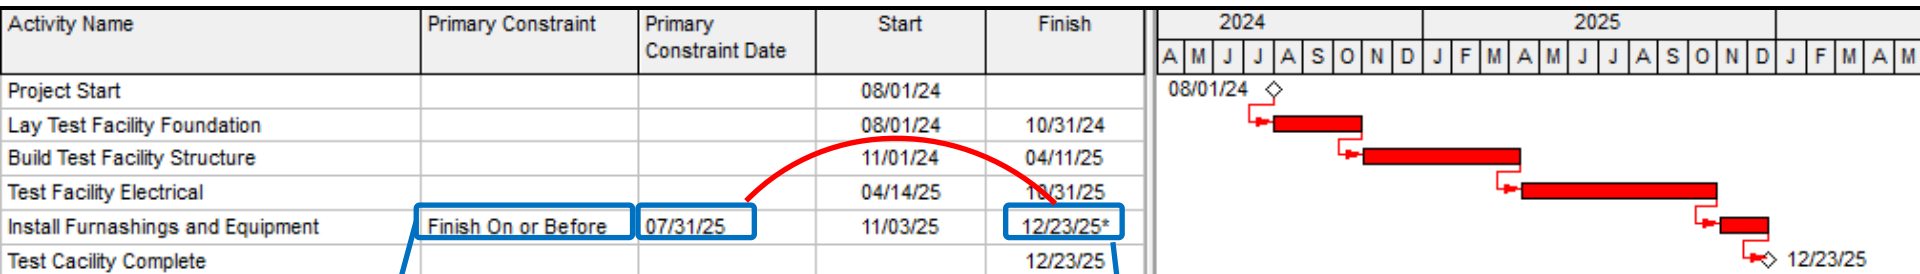 Activity Name Primary Constraint Primary Constraint Date Start Finish 2024 2025
A M J J A S O N D J F M A M J J A S O N D J F M A M
Project Start 08/01/24 08/01/24
Lay Test Facility Foundation 08/01/24 10/31/24
Build Test Facility Structure 11/01/24 04/11/25
Test Facility Electrical 04/14/25 10/31/25
Install Furnashings and Equipment Finish On or Before 07/31/25 11/03/25 12/23/25*
Test Cacility Complete 12/23/25 12/23/25